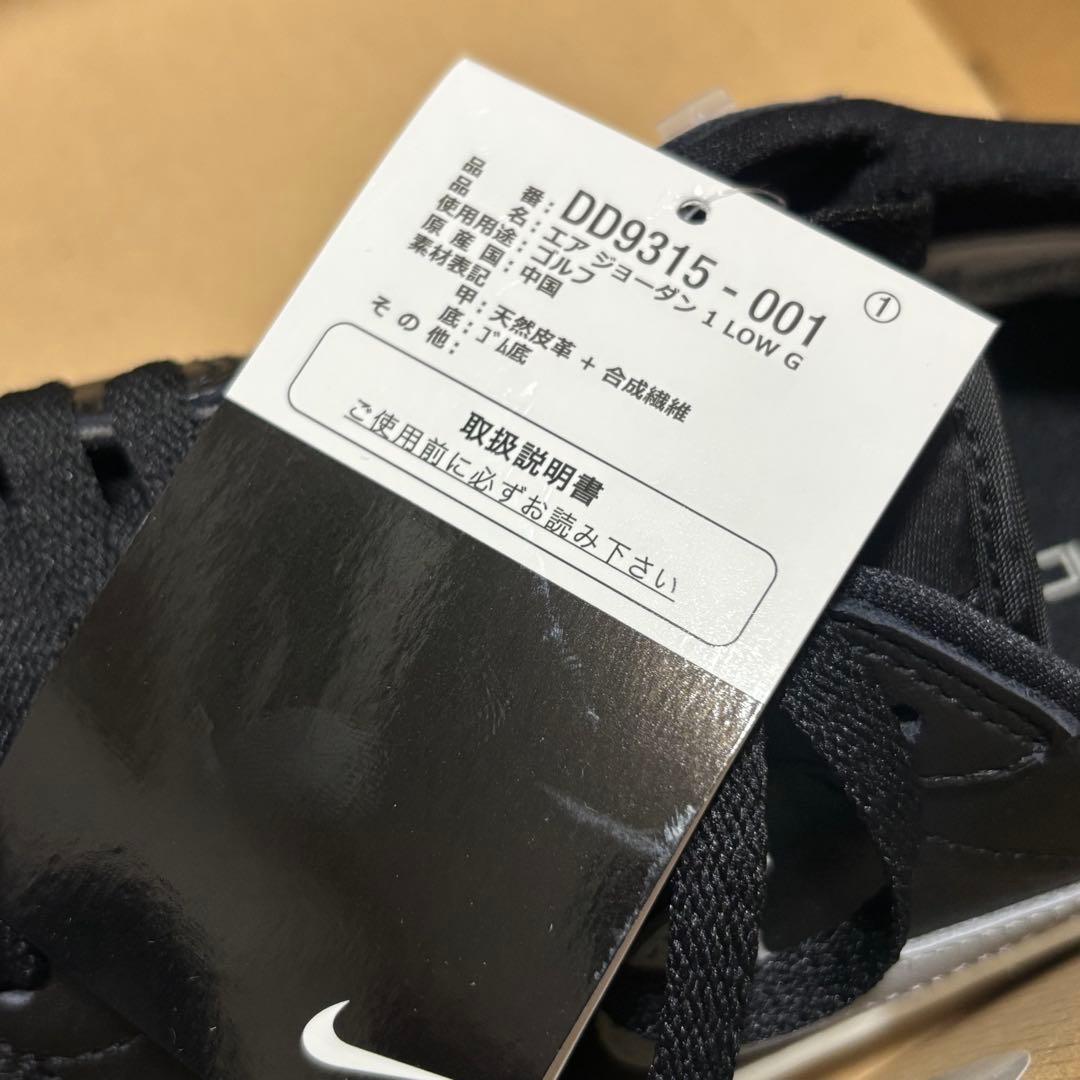 ①
品番：DD9315 - 001
品名：エア ジョーダン 1 LOW G
使用用途：ゴルフ
原産国：中国
素材表記
甲：天然皮革 + 合成繊維
底：ｺﾞﾑ底
その他：
取扱説明書
ご使用前に必ずお読み下さい